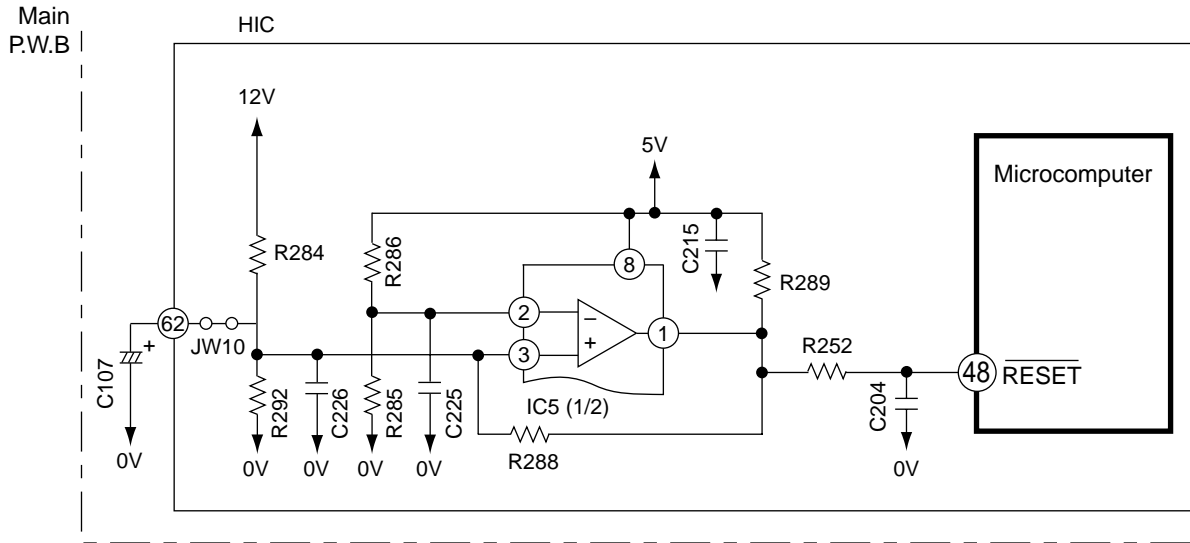 Main
P.W.B
HIC
12V
5V
Microcomputer
R284
R286
8
C215
R289
62
JW10
2
–
1
3
+
R252
48
RESET
+
C107
R292
C226
R285
C225
IC5 (1/2)
C204
R288
0V
0V
0V
0V
0V
0V